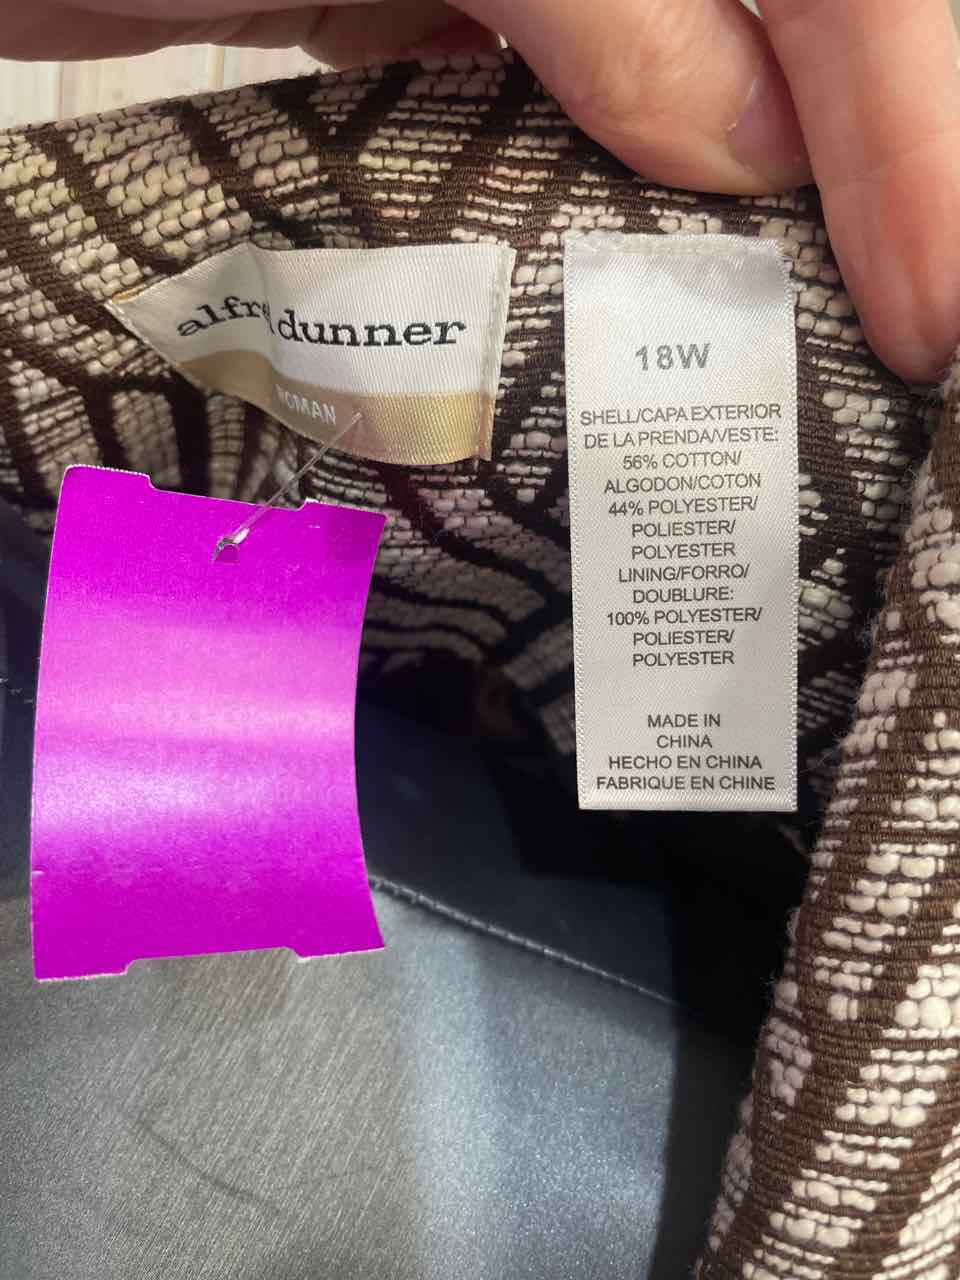 alfred dunner
ROMAN
18W
SHELL/CAPA EXTERIOR
DE LA PRENDA/VESTE:
56% COTTON/
ALGODON/COTON
44% POLYESTER/
POLIESTER/
POLYESTER
LINING/FORRO/
DOUBLURE:
100% POLYESTER/
POLIESTER/
POLYESTER
MADE IN
CHINA
HECHO EN CHINA
FABRIQUE EN CHINE